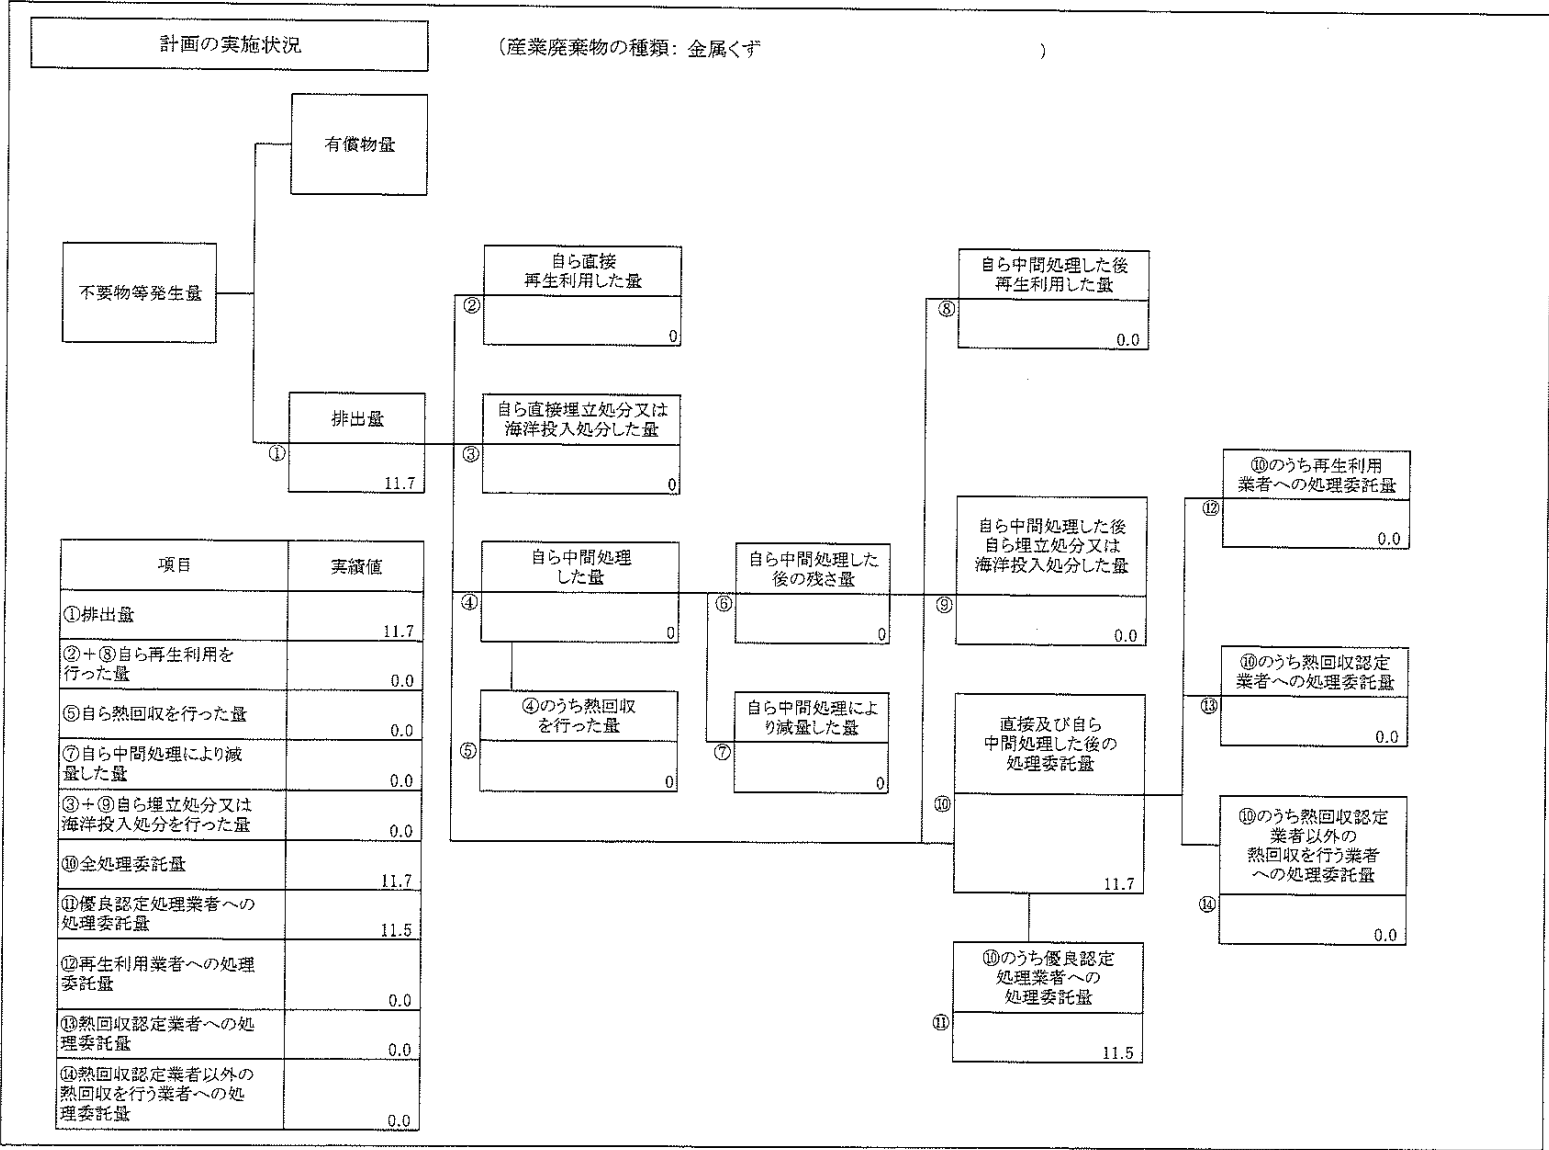 計画の実施状況
（産業廃棄物の種類：金属くず　）
有償物量
不要物等発生量
排出量
①
11.7
自ら直接
再生利用した量
②
0
自ら直接埋立処分又は
海洋投入処分した量
③
0
自ら中間処理
した量
④
0
④のうち熱回収
を行った量
⑤
0
自ら中間処理した
後の残さ量
⑥
0
自ら中間処理によ
り減量した量
⑦
0
自ら中間処理した後
再生利用した量
⑧
0.0
自ら中間処理した後
自ら埋立処分又は
海洋投入処分した量
⑨
0.0
直接及び自ら
中間処理した後の
処理委託量
⑩
11.7
⑩のうち優良認定
処理業者への
処理委託量
⑪
11.5
⑩のうち再生利用
業者への処理委託量
⑫
0.0
⑩のうち熱回収認定
業者への処理委託量
⑬
0.0
⑩のうち熱回収認定
業者以外の
熱回収を行う業者
への処理委託量
⑭
0.0
項目 実績値
①排出量
11.7
②＋⑧自ら再生利用を
行った量
0.0
⑤自ら熱回収を行った量
0.0
⑦自ら中間処理により減
量した量
0.0
③＋⑨自ら埋立処分又は
海洋投入処分を行った量
0.0
⑩全処理委託量
11.7
⑪優良認定処理業者への
処理委託量
11.5
⑫再生利用業者への処理
委託量
0.0
⑬熱回収認定業者への処
理委託量
0.0
⑭熱回収認定業者以外の
熱回収を行う業者への処
理委託量
0.0